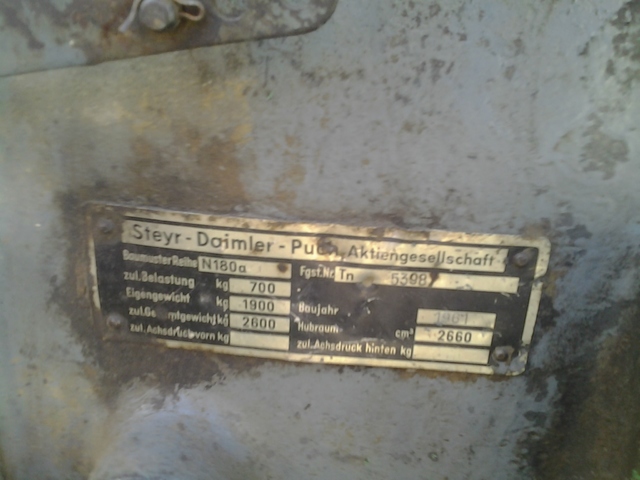 Steyr-Daimler-Puch Aktiengesellschaft
Baumuster Reihe N180a Fgst.Nr. Tn 5398
zul.Belastung kg 700
Eigengewicht kg 1900 Baujahr 1961
zul.Gesamtgewicht kg 2600 Hubraum cm³ 2660
zul.Achsdruck vorn kg zul.Achsdruck hinten kg